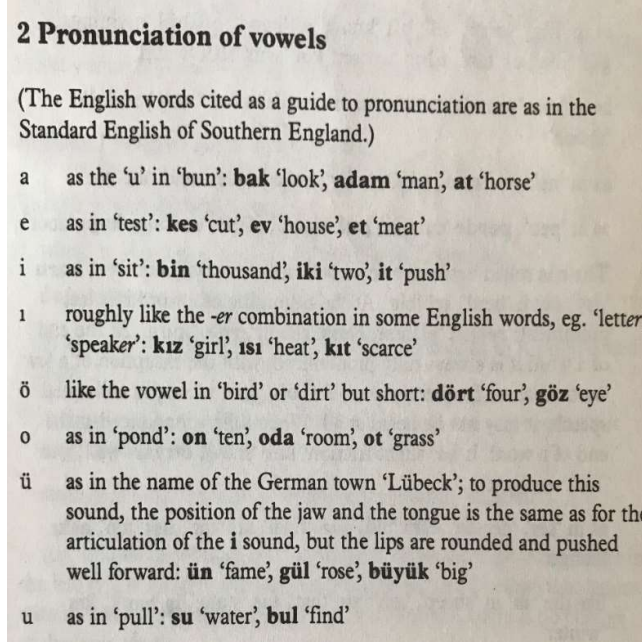 2 Pronunciation of vowels
(The English words cited as a guide to pronunciation are as in the
Standard English of Southern England.)
a as the ‘u’ in ‘bun’: bak ‘look’, adam ‘man’, at ‘horse’
e as in ‘test’: kes ‘cut’, ev ‘house’, et ‘meat’
i as in ‘sit’: bin ‘thousand’, iki ‘two’, it ‘push’
ı roughly like the -er combination in some English words, eg. ‘letter
‘speaker’: kız ‘girl’, ısı ‘heat’, kıt ‘scarce’
ö like the vowel in ‘bird’ or ‘dirt’ but short: dört ‘four’, göz ‘eye’
o as in ‘pond’: on ‘ten’, oda ‘room’, ot ‘grass’
ü as in the name of the German town ‘Lübeck’; to produce this
sound, the position of the jaw and the tongue is the same as for the
articulation of the i sound, but the lips are rounded and pushed
well forward: ün ‘fame’, gül ‘rose’, büyük ‘big’
u as in ‘pull’: su ‘water’, bul ‘find’